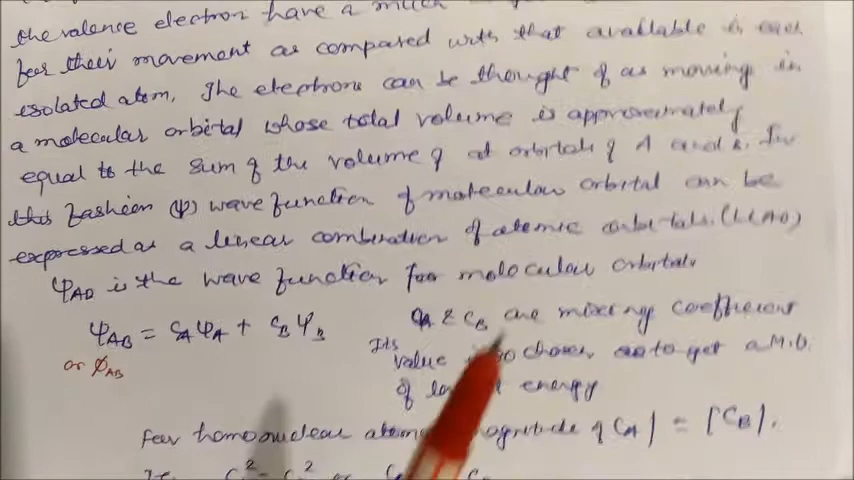 the valence electron have a much
for their movement as compared with that available in each
isolated atom. The electrons can be thought of as moving in
a molecular orbital whose total volume is approximately
equal to the sum of the volume of at orbitals of A and B. In
this fashion (ψ) wave function of molecular orbital can be
expressed as a linear combination of atomic orbitals. (LCAO)
ψAB is the wave function for molecular orbitals
ψAB = cAψA + cBψB
or ϕAB
cA & cB are mixing coefficient
Its value so chosen as to get a M.O.
of energy
for homonuclear magnitude of |CA| = |CB|.